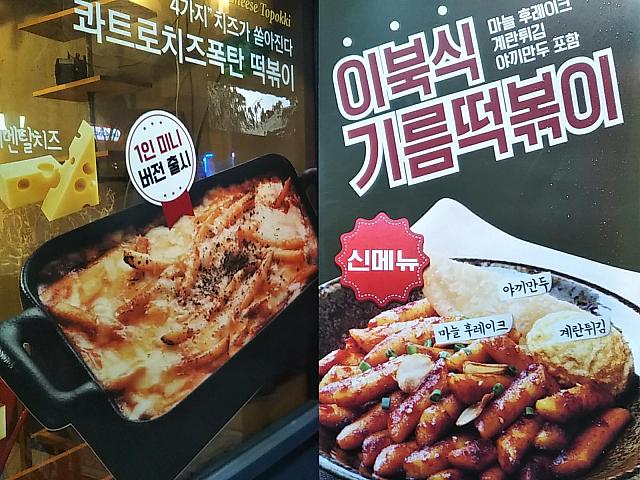 Cheese Topokki
4가지 치즈가 쏟아진다
콰트로치즈폭탄 떡볶이
멘탈치즈
1인 미니
버전 출시
이북식
기름떡볶이
마늘 후레이크
계란튀김
야끼만두 포함
신메뉴
야끼만두
마늘 후레이크
계란튀김